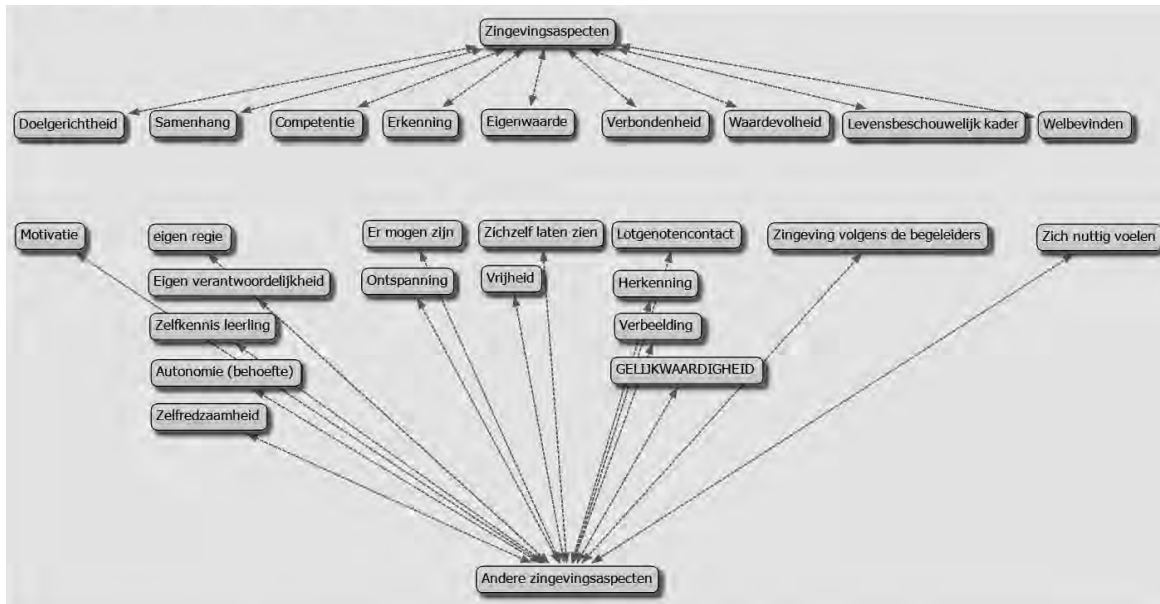 Zingevingsaspecten
Doelgerichtheid
Samenhang
Competentie
Erkenning
Eigenwaarde
Verbondenheid
Waardevolheid
Levensbeschouwelijk kader
Welbevinden
Motivatie
eigen regie
Er mogen zijn
Zichzelf laten zien
Lotgenotencontact
Zingeving volgens de begeleiders
Zich nuttig voelen
Eigen verantwoordelijkheid
Ontspanning
Vrijheid
Herkenning
Zelfkennis leerling
Verbeelding
Autonomie (behoefte)
GELIJKWAARDIGHEID
Zelfredzaamheid
Andere zingevingsaspecten